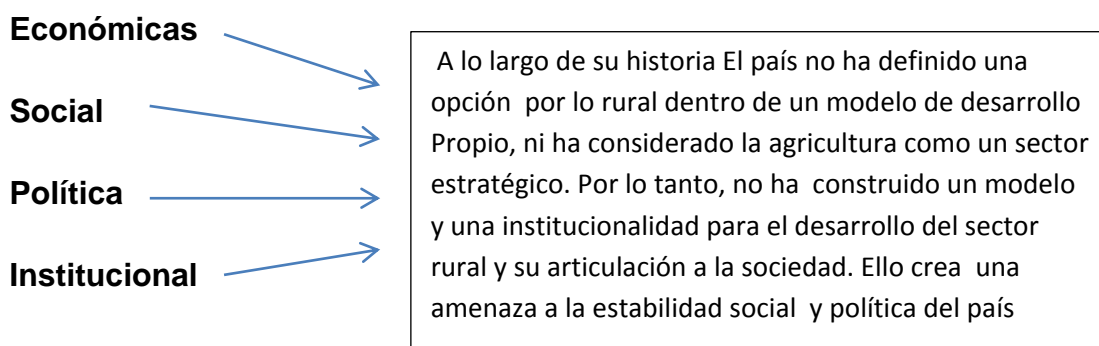 Económicas
Social
Política
Institucional
A lo largo de su historia El país no ha definido una
opción por lo rural dentro de un modelo de desarrollo
Propio, ni ha considerado la agricultura como un sector
estratégico. Por lo tanto, no ha construido un modelo
y una institucionalidad para el desarrollo del sector
rural y su articulación a la sociedad. Ello crea una
amenaza a la estabilidad social y política del país